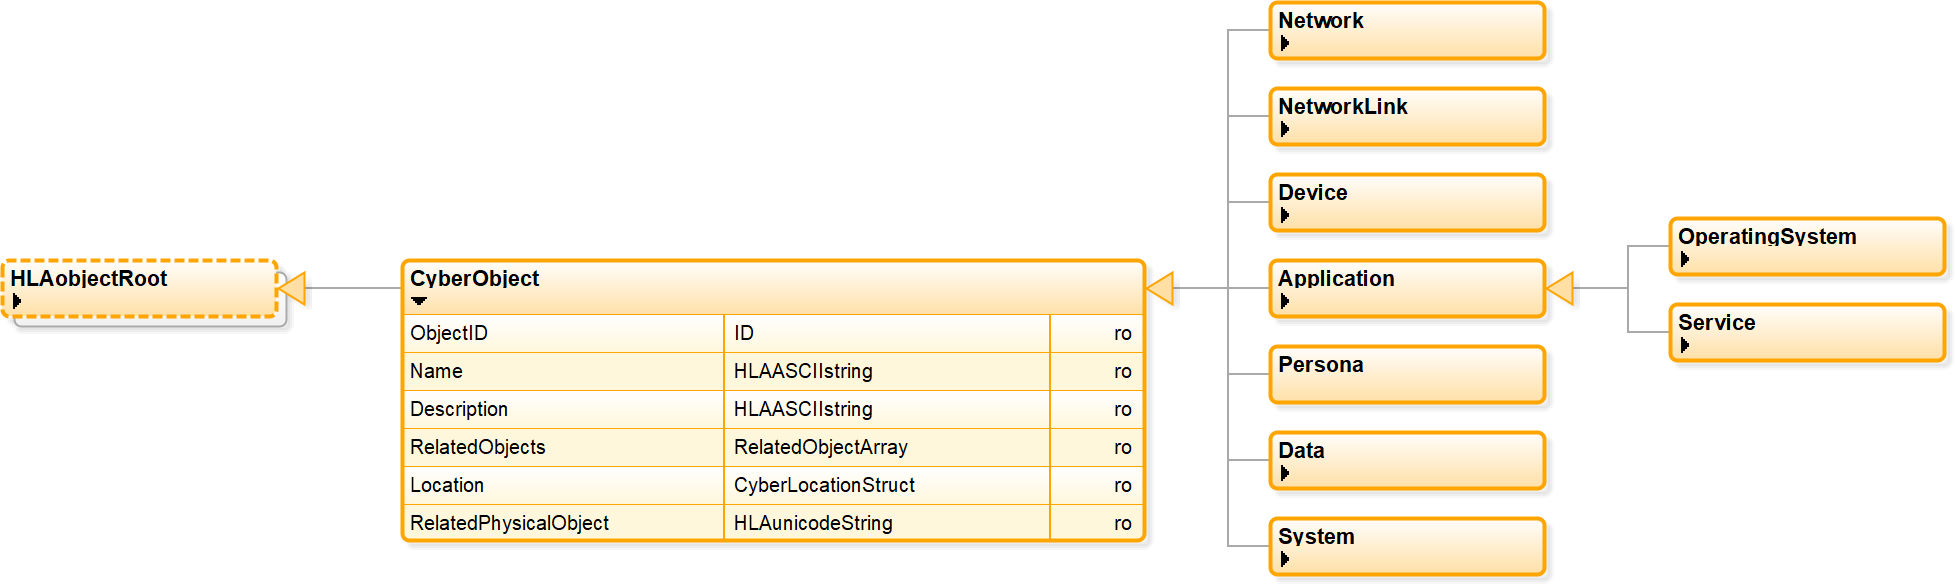 HLAobjectRoot
CyberObject
ObjectID ID ro
Name HLAASCIIstring ro
Description HLAASCIIstring ro
RelatedObjects RelatedObjectArray ro
Location CyberLocationStruct ro
RelatedPhysicalObject HLAunicodeString ro
Network
NetworkLink
Device
Application
Persona
Data
System
OperatingSystem
Service